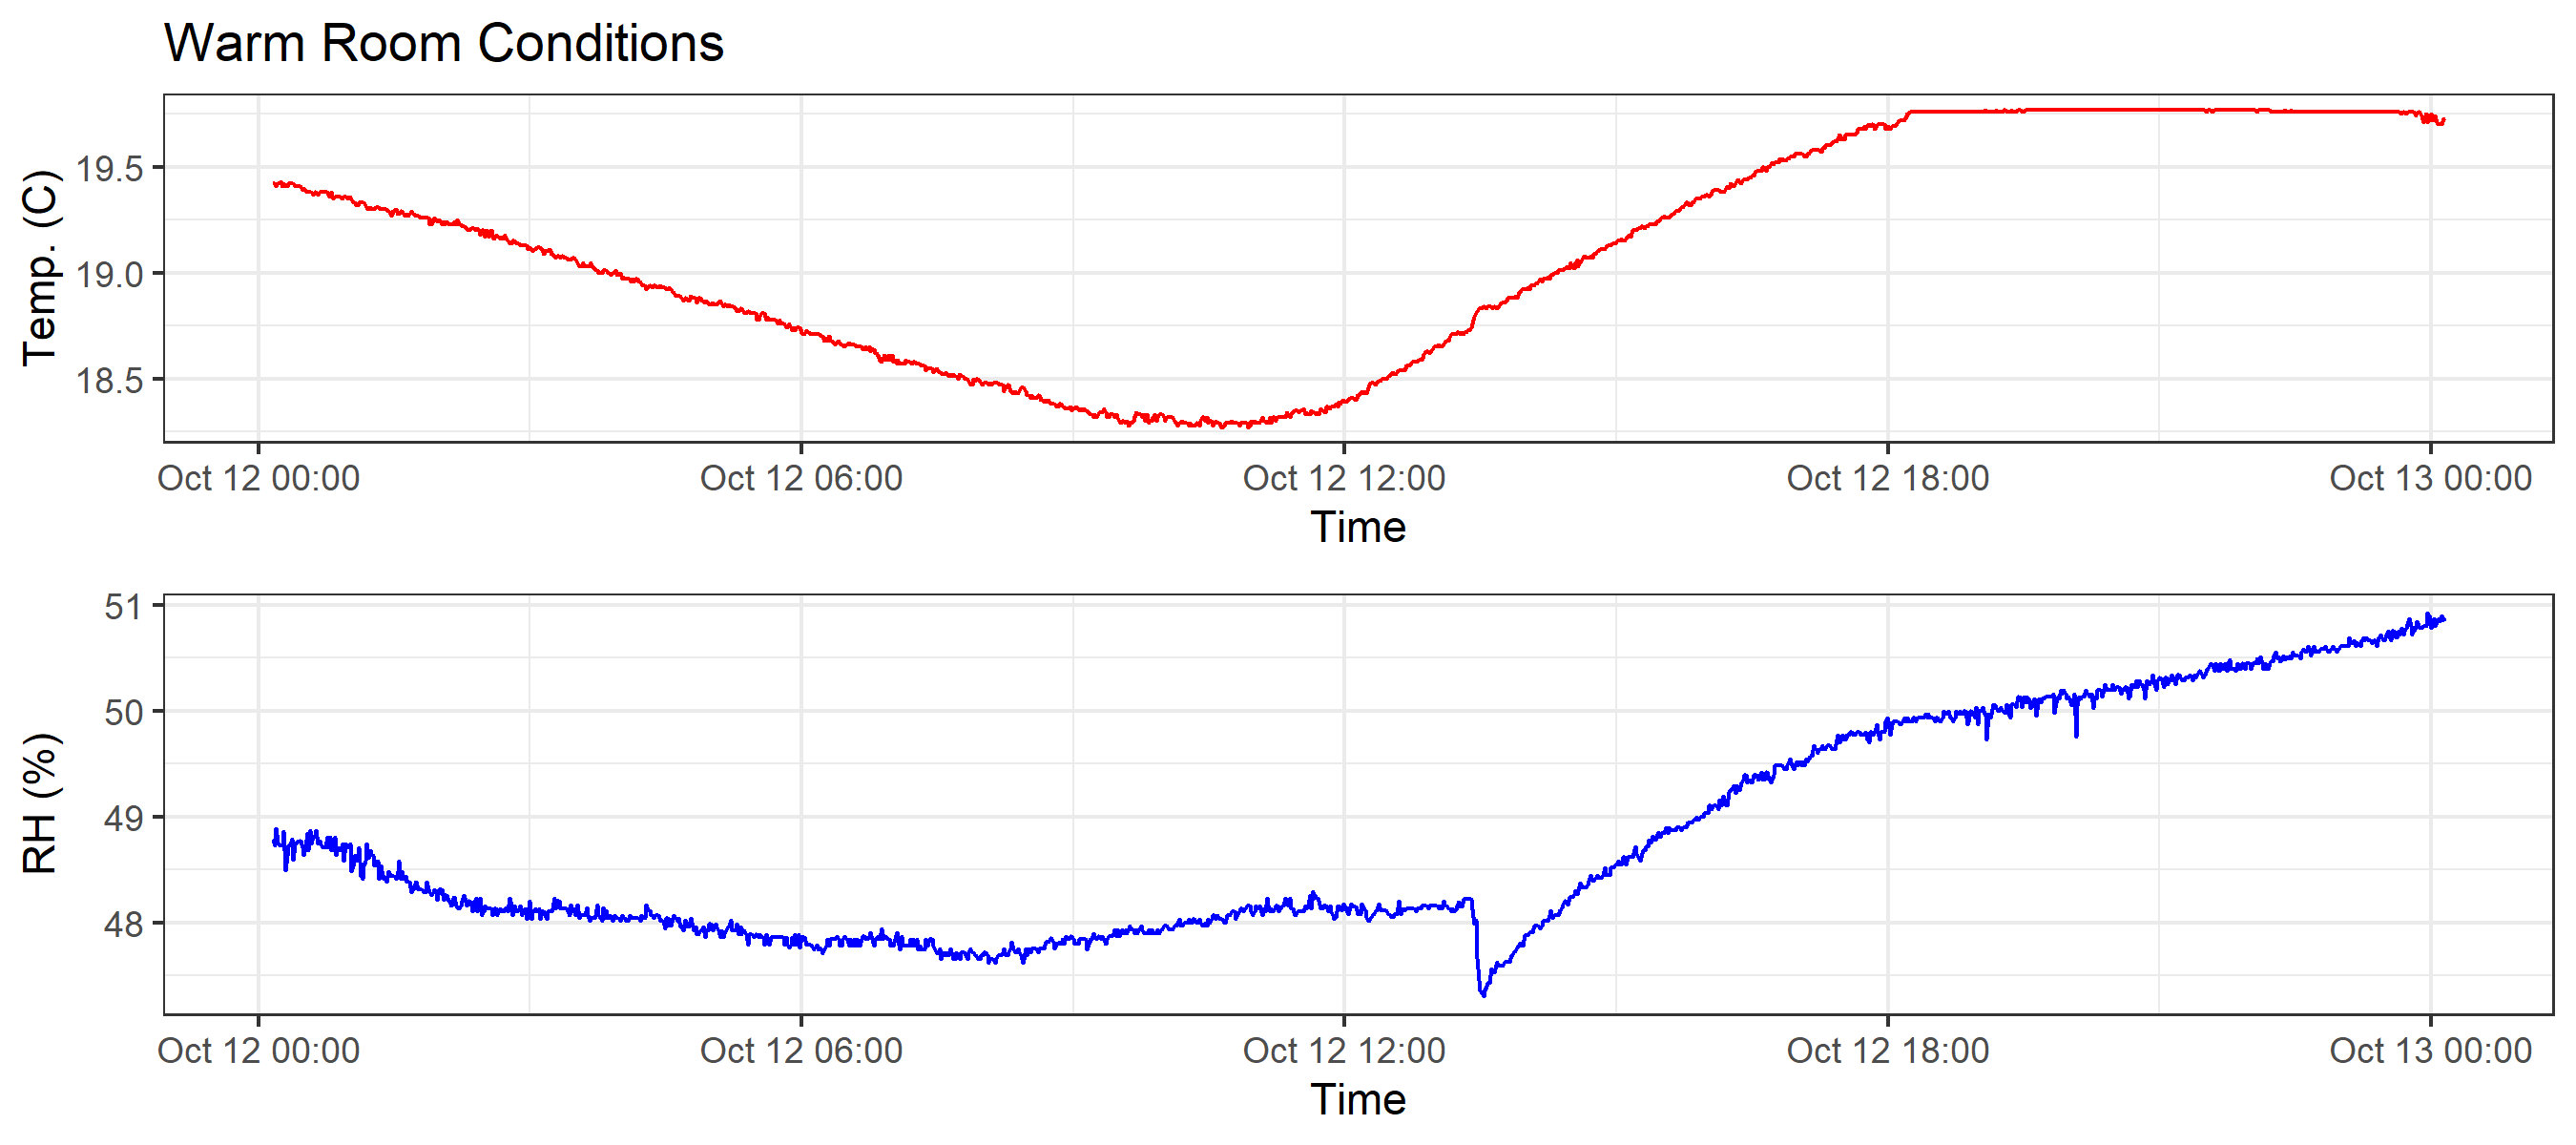 Warm Room Conditions
Temp. (C)
19.5
19.0
18.5
Oct 12 00:00 Oct 12 06:00 Oct 12 12:00 Oct 12 18:00 Oct 13 00:00
Time
RH (%)
51
50
49
48
Oct 12 00:00 Oct 12 06:00 Oct 12 12:00 Oct 12 18:00 Oct 13 00:00
Time